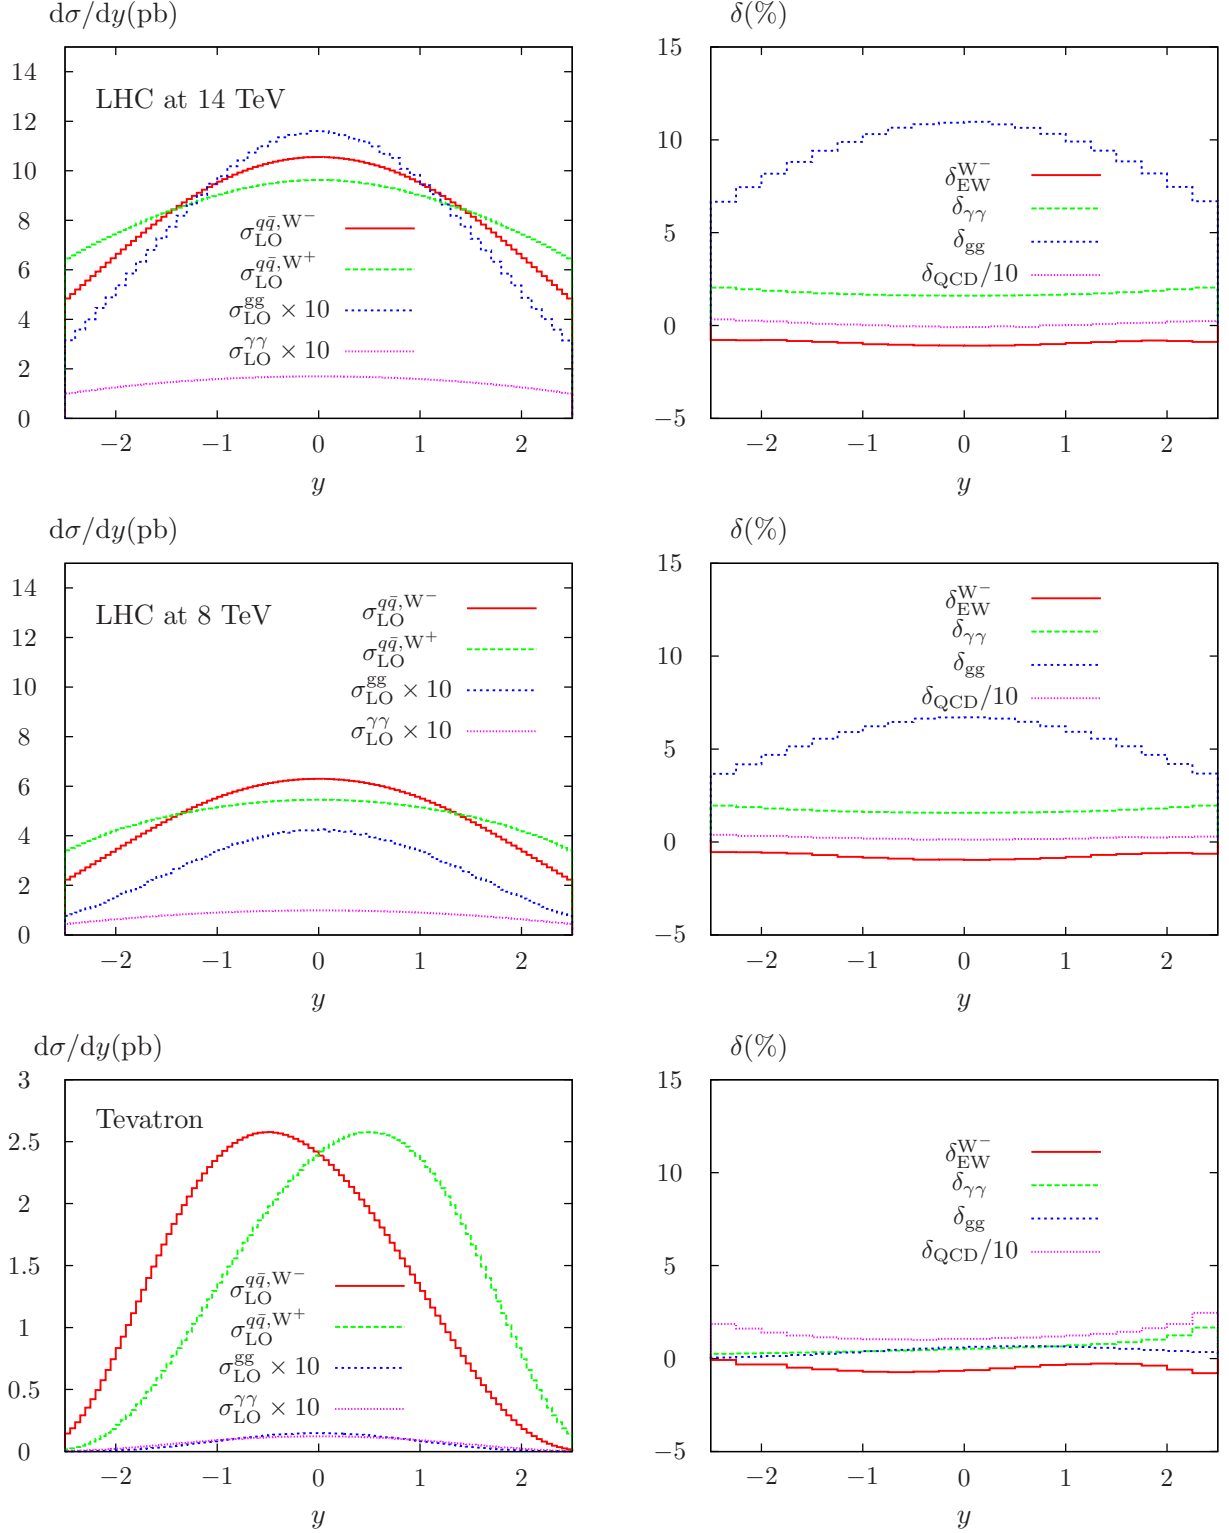 dσ/dy(pb)
LHC at 14 TeV
14
12
10
8
6
4
2
0
σ_LO^{qq̄,W⁻}
σ_LO^{qq̄,W⁺}
σ_LO^{gg} × 10
σ_LO^{γγ} × 10
−2 −1 0 1 2
y
δ(%)
15
10
5
0
−5
δ_EW^{W⁻}
δ_γγ
δ_gg
δ_QCD/10
−2 −1 0 1 2
y
dσ/dy(pb)
LHC at 8 TeV
14
12
10
8
6
4
2
0
σ_LO^{qq̄,W⁻}
σ_LO^{qq̄,W⁺}
σ_LO^{gg} × 10
σ_LO^{γγ} × 10
−2 −1 0 1 2
y
δ(%)
15
10
5
0
−5
δ_EW^{W⁻}
δ_γγ
δ_gg
δ_QCD/10
−2 −1 0 1 2
y
dσ/dy(pb)
Tevatron
3
2.5
2
1.5
1
0.5
0
σ_LO^{qq̄,W⁻}
σ_LO^{qq̄,W⁺}
σ_LO^{gg} × 10
σ_LO^{γγ} × 10
−2 −1 0 1 2
y
δ(%)
15
10
5
0
−5
δ_EW^{W⁻}
δ_γγ
δ_gg
δ_QCD/10
−2 −1 0 1 2
y